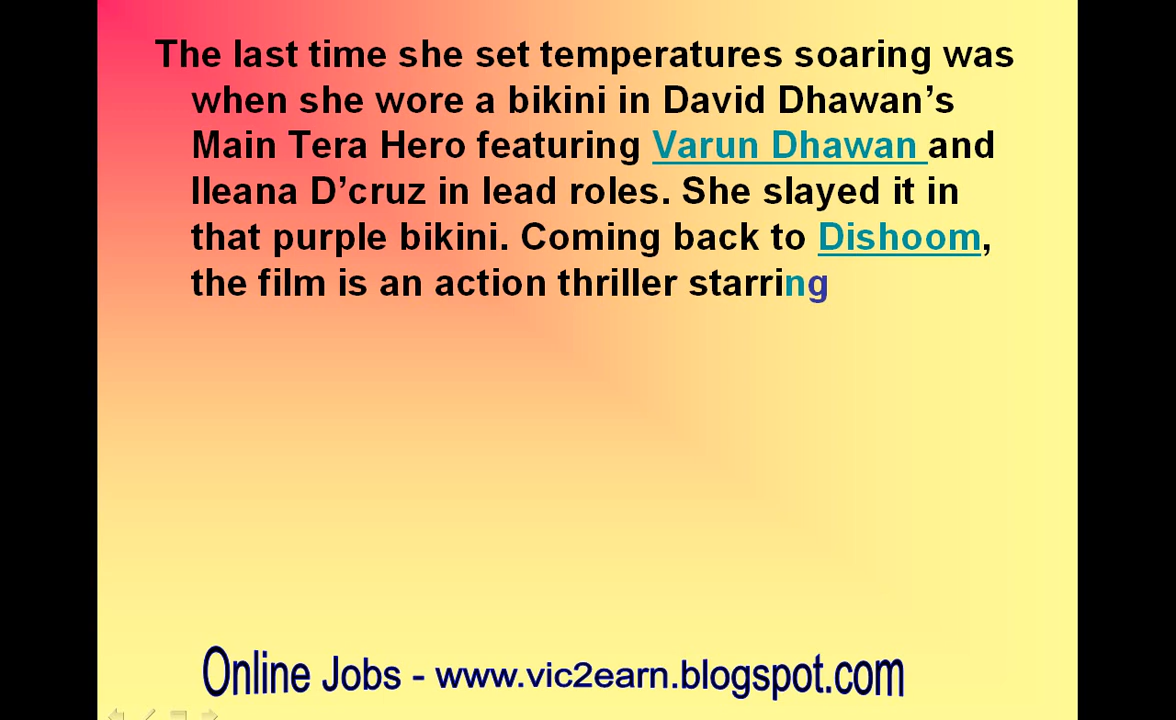 The last time she set temperatures soaring was
when she wore a bikini in David Dhawan’s
Main Tera Hero featuring Varun Dhawan and
Ileana D’cruz in lead roles. She slayed it in
that purple bikini. Coming back to Dishoom,
the film is an action thriller starring
Online Jobs - www.vic2earn.blogspot.com